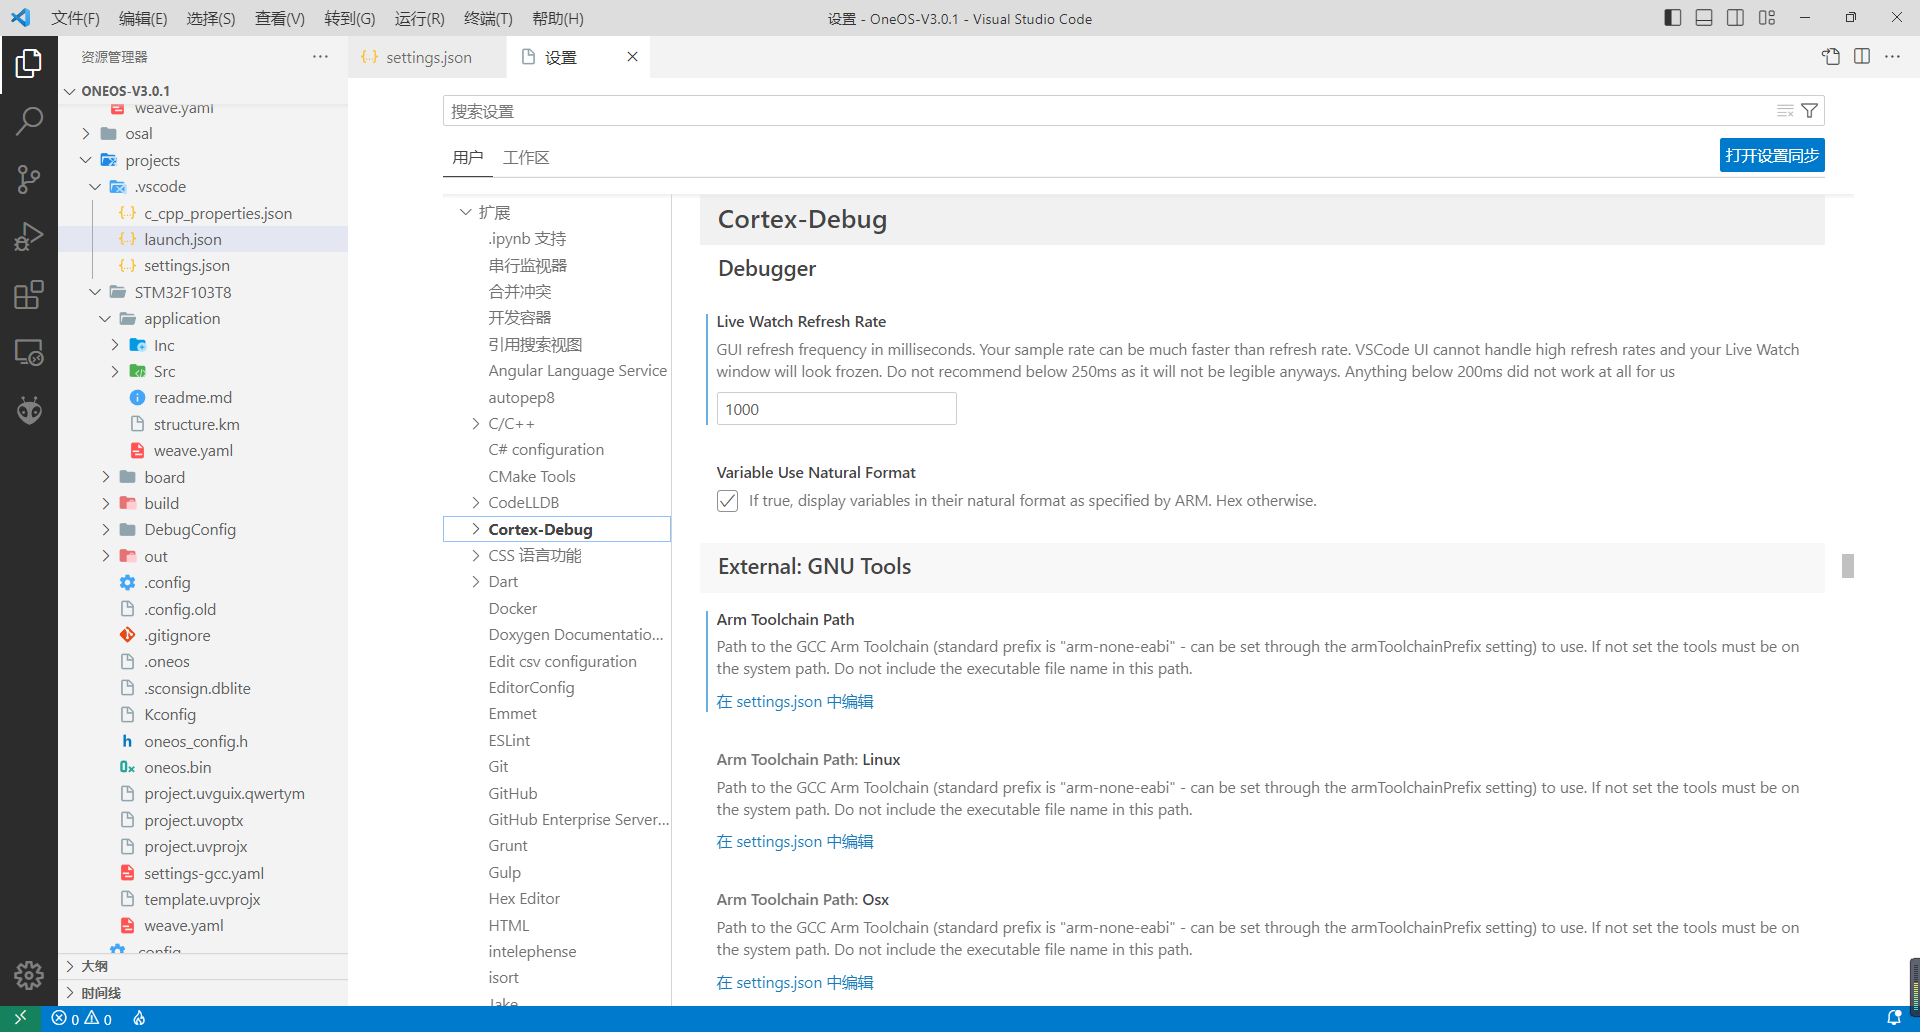 文件(F) 编辑(E) 选择(S) 查看(V) 转到(G) 运行(R) 终端(T) 帮助(H)
设置 - OneOS-V3.0.1 - Visual Studio Code
资源管理器
ONEOS-V3.0.1
weave.yaml
osal
projects
.vscode
c_cpp_properties.json
launch.json
settings.json
STM32F103T8
application
Inc
Src
readme.md
structure.km
weave.yaml
board
build
DebugConfig
out
.config
.config.old
.gitignore
.oneos
.sconsign.dblite
Kconfig
oneos_config.h
oneos.bin
project.uvguix.qwertym
project.uvoptx
project.uvprojx
settings-gcc.yaml
template.uvprojx
weave.yaml
.config
大纲
时间线
settings.json
设置
搜索设置
用户 工作区
打开设置同步
扩展
.ipynb 支持
串行监视器
合并冲突
开发容器
引用搜索视图
Angular Language Service
autopep8
C/C++
C# configuration
CMake Tools
CodeLLDB
Cortex-Debug
CSS 语言功能
Dart
Docker
Doxygen Documentatio...
Edit csv configuration
EditorConfig
Emmet
ESLint
Git
GitHub
GitHub Enterprise Server...
Grunt
Gulp
Hex Editor
HTML
intelephense
isort
Jake
Cortex-Debug
Debugger
Live Watch Refresh Rate
GUI refresh frequency in milliseconds. Your sample rate can be much faster than refresh rate. VSCode UI cannot handle high refresh rates and your Live Watch
window will look frozen. Do not recommend below 250ms as it will not be legible anyways. Anything below 200ms did not work at all for us
1000
Variable Use Natural Format
If true, display variables in their natural format as specified by ARM. Hex otherwise.
External: GNU Tools
Arm Toolchain Path
Path to the GCC Arm Toolchain (standard prefix is "arm-none-eabi" - can be set through the armToolchainPrefix setting) to use. If not set the tools must be on
the system path. Do not include the executable file name in this path.
在 settings.json 中编辑
Arm Toolchain Path: Linux
Path to the GCC Arm Toolchain (standard prefix is "arm-none-eabi" - can be set through the armToolchainPrefix setting) to use. If not set the tools must be on
the system path. Do not include the executable file name in this path.
在 settings.json 中编辑
Arm Toolchain Path: Osx
Path to the GCC Arm Toolchain (standard prefix is "arm-none-eabi" - can be set through the armToolchainPrefix setting) to use. If not set the tools must be on
the system path. Do not include the executable file name in this path.
在 settings.json 中编辑
0 0